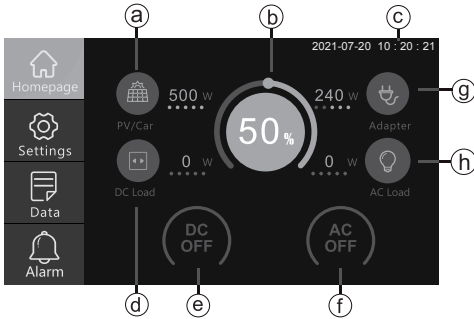 a
b
c
2021-07-20 10 : 20 : 21
Homepage
500 W
240 W
g
PV/Car
50%
Adapter
Settings
0 W
0 W
h
DC Load
AC Load
Data
DC
OFF
AC
OFF
Alarm
d
e
f